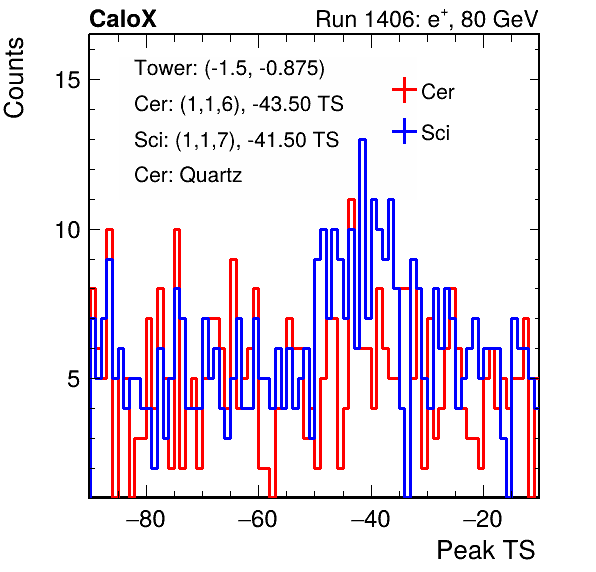 CaloX Run 1406: e⁺, 80 GeV
Counts
Tower: (-1.5, -0.875)
Cer: (1,1,6), -43.50 TS
Sci: (1,1,7), -41.50 TS
Cer: Quartz
Cer
Sci
15
10
5
−80 −60 −40 −20
Peak TS